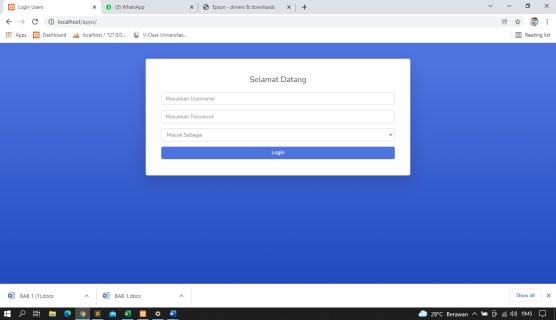 Login Users
(2) WhatsApp
Epson - drivers & downloads
localhost/apps/
Apps
Dashboard
localhost / 127.0.0...
V-Class Universitas...
Reading list
Selamat Datang
Masukkan Username
Masukkan Password
Masuk Sebagai
Login
BAB 1 (1).docx
BAB 1.docx
Show all
28°C Berawan
19:45